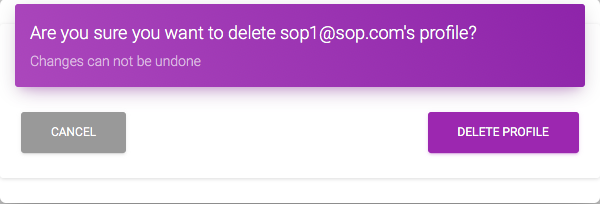 Are you sure you want to delete sop1@sop.com's profile?
Changes can not be undone
CANCEL
DELETE PROFILE